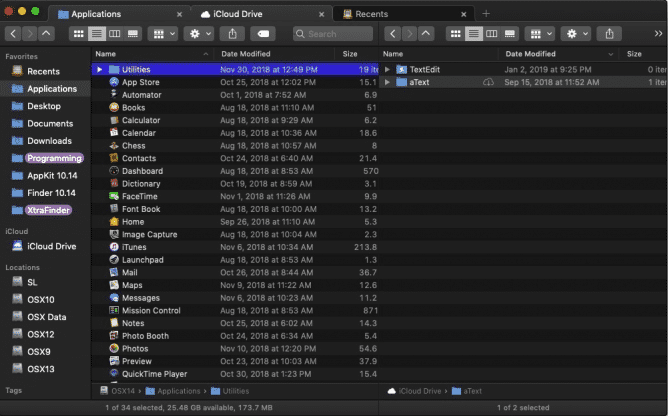 Applications × iCloud Drive × Recents × +
Search
Favorites
Recents
Applications
Desktop
Documents
Downloads
Programming
AppKit 10.14
Finder 10.14
XtraFinder
iCloud
iCloud Drive
Locations
SL
OSX10
OSX Data
OSX12
OSX9
OSX13
Tags
Name Date Modified Size
Utilities Nov 30, 2018 at 12:49 PM 19 ite
App Store Oct 25, 2018 at 12:02 PM 15.1
Automator Oct 1, 2018 at 7:52 AM 6.9
Books Aug 18, 2018 at 11:10 AM 51
Calculator Aug 18, 2018 at 9:29 AM 6.2
Calendar Aug 18, 2018 at 10:36 AM 18.6
Chess Aug 18, 2018 at 10:57 AM 8
Contacts Oct 24, 2018 at 6:40 AM 21.4
Dashboard Aug 18, 2018 at 8:53 AM 570
Dictionary Oct 19, 2018 at 8:59 AM 3.1
FaceTime Nov 1, 2018 at 11:26 AM 9.9
Font Book Aug 18, 2018 at 10:00 AM 13.2
Home Sep 26, 2018 at 11:10 AM 5.3
Image Capture Aug 18, 2018 at 10:04 AM 2.3
iTunes Nov 6, 2018 at 10:34 AM 213.8
Launchpad Aug 18, 2018 at 8:53 AM 1.3
Mail Oct 26, 2018 at 8:44 AM 36.7
Maps Nov 9, 2018 at 11:22 AM 12.6
Messages Nov 6, 2018 at 10:23 AM 11.2
Mission Control Aug 18, 2018 at 8:53 AM 871
Notes Oct 25, 2018 at 6:02 AM 14.3
Photo Booth Oct 24, 2018 at 6:34 AM 5.4
Photos Nov 10, 2018 at 12:20 PM 54.6
Preview Oct 23, 2018 at 10:03 AM 37.9
QuickTime Player Oct 30, 2018 at 1:23 PM 15.4
OSX14 › Applications › Utilities
1 of 34 selected, 25.48 GB available, 173.7 MB
Name Date Modified Size
TextEdit Jan 2, 2019 at 9:25 PM 0 iter
aText Sep 15, 2018 at 11:52 AM 1 iter
iCloud Drive › aText
1 of 2 selected